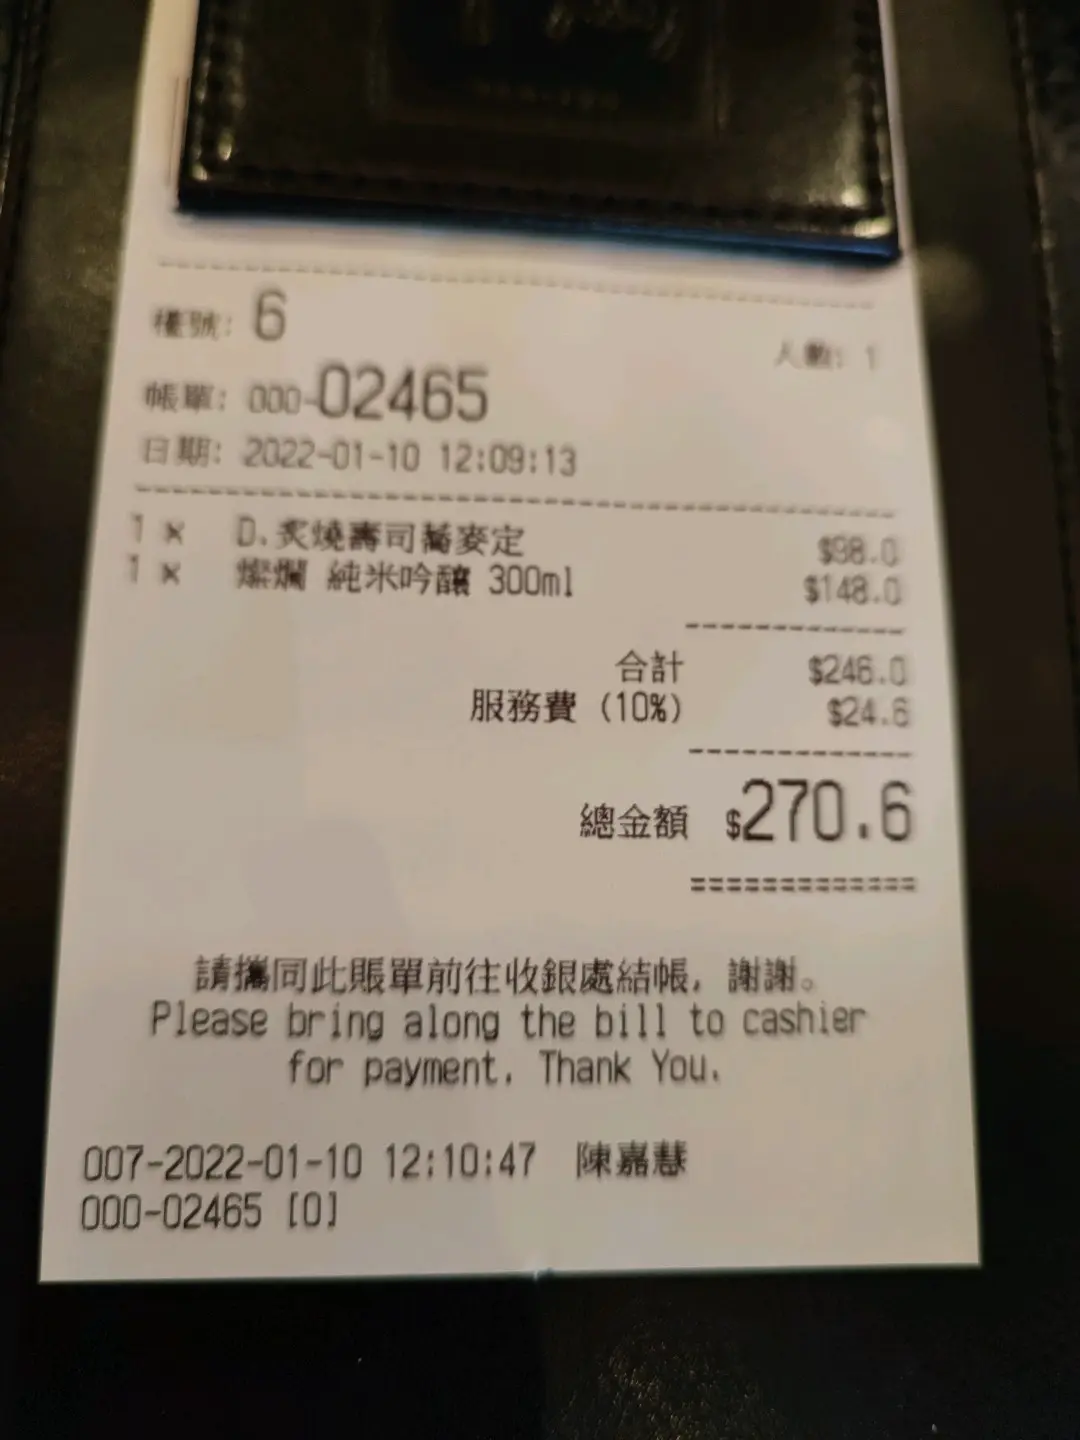 檯號: 6
人數: 1
帳單: 000-02465
日期: 2022-01-10 12:09:13
1 × D.炙燒壽司蕎麥定 $98.0
1 × 燦爛 純米吟釀 300ml $148.0
合計 $246.0
服務費 (10%) $24.6
總金額 $270.6
請攜同此賬單前往收銀處結帳, 謝謝。
Please bring along the bill to cashier
for payment. Thank You.
007-2022-01-10 12:10:47 陳嘉慧
000-02465 [0]